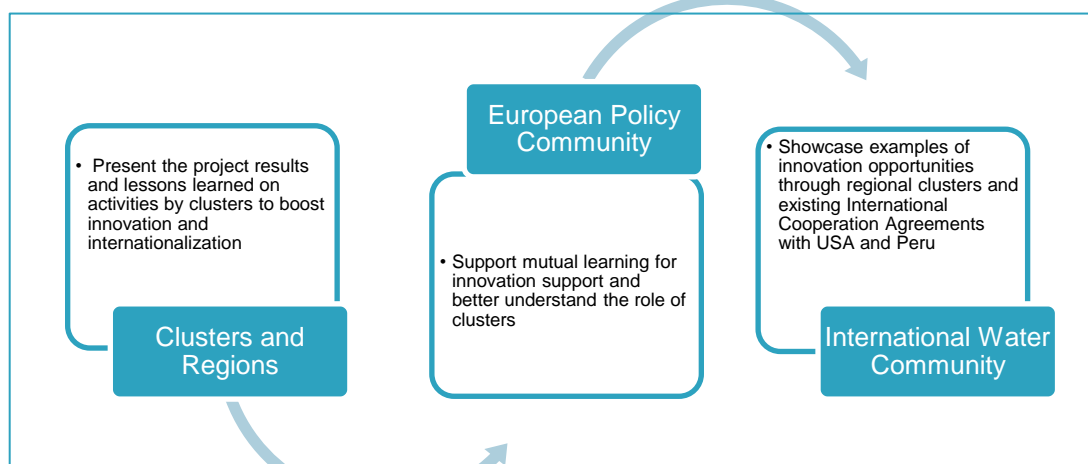 • Present the project results
and lessons learned on
activities by clusters to boost
innovation and
internationalization
Clusters and
Regions
European Policy
Community
• Support mutual learning for
innovation support and
better understand the role of
clusters
• Showcase examples of
innovation opportunities
through regional clusters and
existing International
Cooperation Agreements
with USA and Peru
International Water
Community